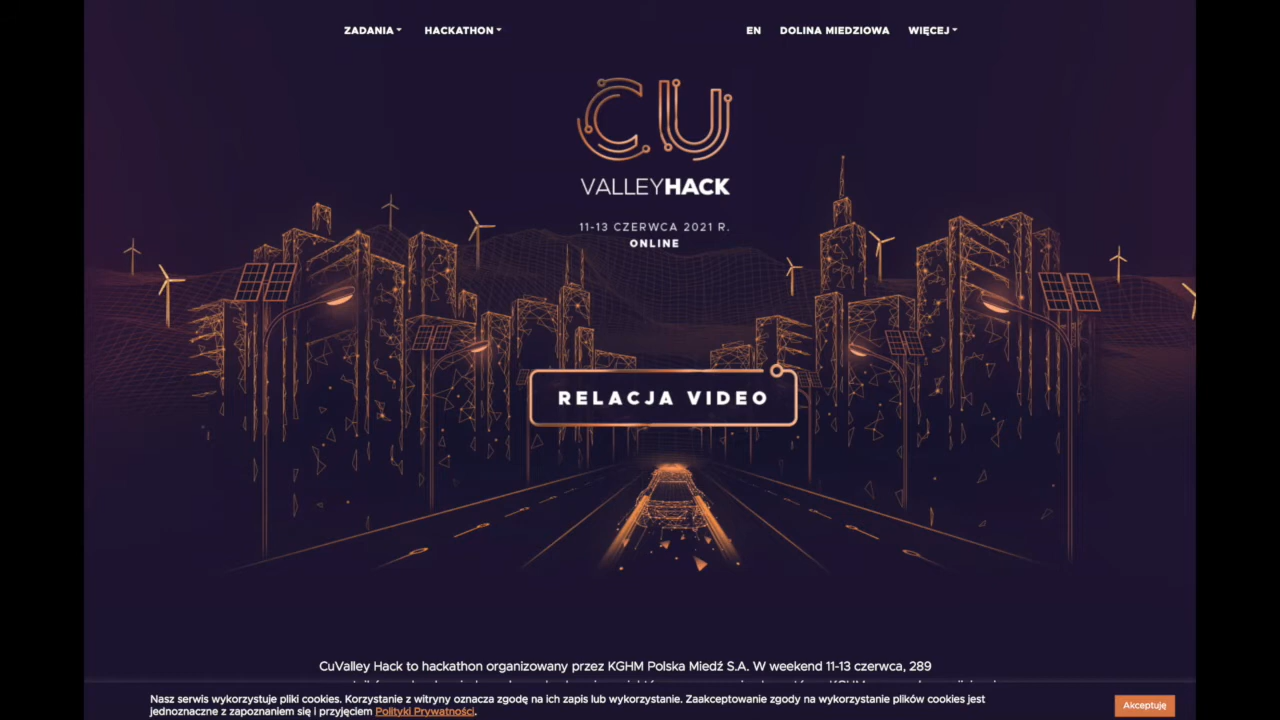 ZADANIA HACKATHON EN DOLINA MIEDZIOWA WIĘCEJ
CU
VALLEYHACK
11-13 CZERWCA 2021 R.
ONLINE
RELACJA VIDEO
CuValley Hack to hackathon organizowany przez KGHM Polska Miedź S.A. W weekend 11-13 czerwca, 289
Nasz serwis wykorzystuje pliki cookies. Korzystanie z witryny oznacza zgodę na ich zapis lub wykorzystanie. Zaakceptowanie zgody na wykorzystanie plików cookies jest
jednoznaczne z zapoznaniem się i przyjęciem Polityki Prywatności.
Akceptuję